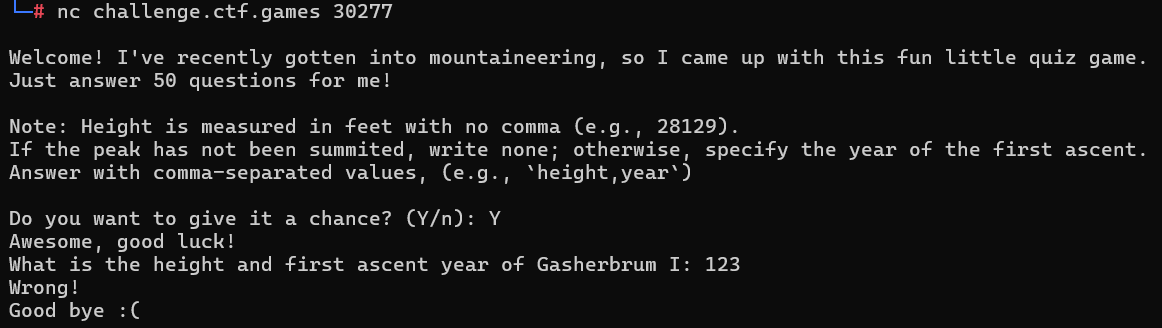 └─# nc challenge.ctf.games 30277
Welcome! I've recently gotten into mountaineering, so I came up with this fun little quiz game.
Just answer 50 questions for me!
Note: Height is measured in feet with no comma (e.g., 28129).
If the peak has not been summited, write none; otherwise, specify the year of the first ascent.
Answer with comma-separated values, (e.g., `height,year`)
Do you want to give it a chance? (Y/n): Y
Awesome, good luck!
What is the height and first ascent year of Gasherbrum I: 123
Wrong!
Good bye :(